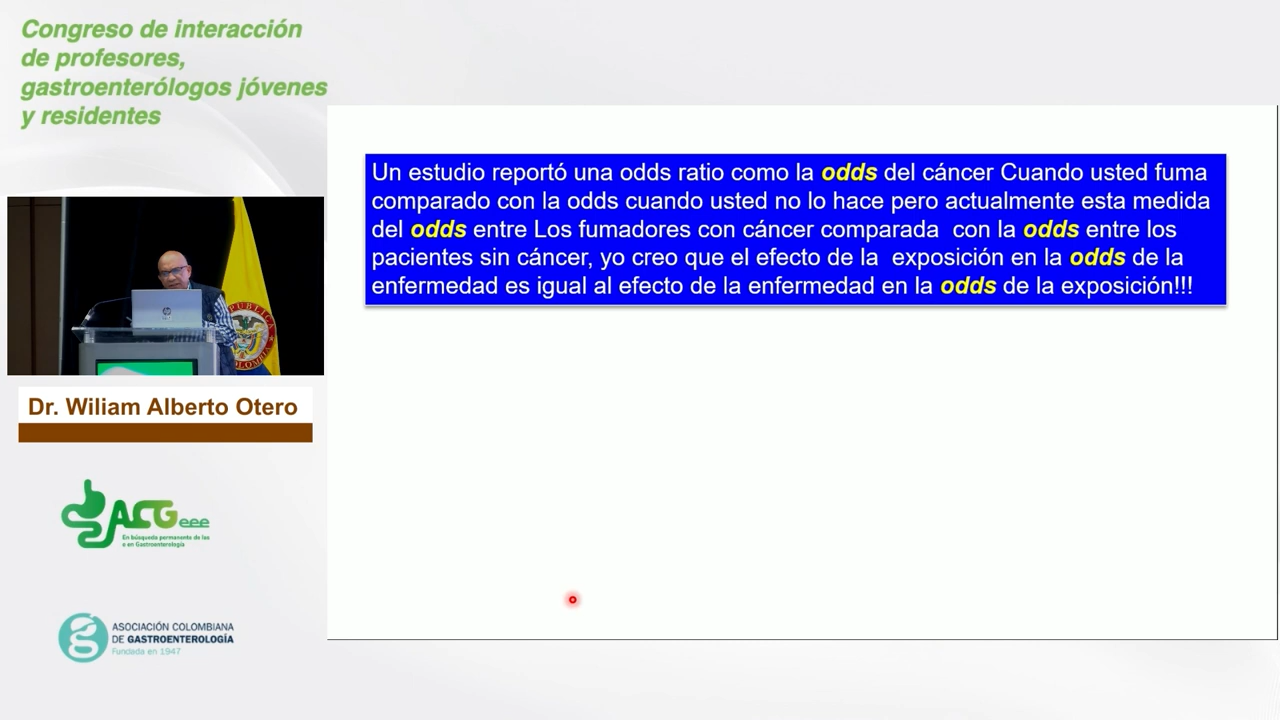 Congreso de interacción
de profesores,
gastroenterólogos jóvenes
y residentes
Un estudio reportó una odds ratio como la odds del cáncer Cuando usted fuma
comparado con la odds cuando usted no lo hace pero actualmente esta medida
del odds entre Los fumadores con cáncer comparada con la odds entre los
pacientes sin cáncer, yo creo que el efecto de la exposición en la odds de la
enfermedad es igual al efecto de la enfermedad en la odds de la exposición!!!
Dr. Wiliam Alberto Otero
ACGeee
En búsqueda permanente de las
e en Gastroenterología
ASOCIACIÓN COLOMBIANA
DE GASTROENTEROLOGÍA
Fundada en 1947